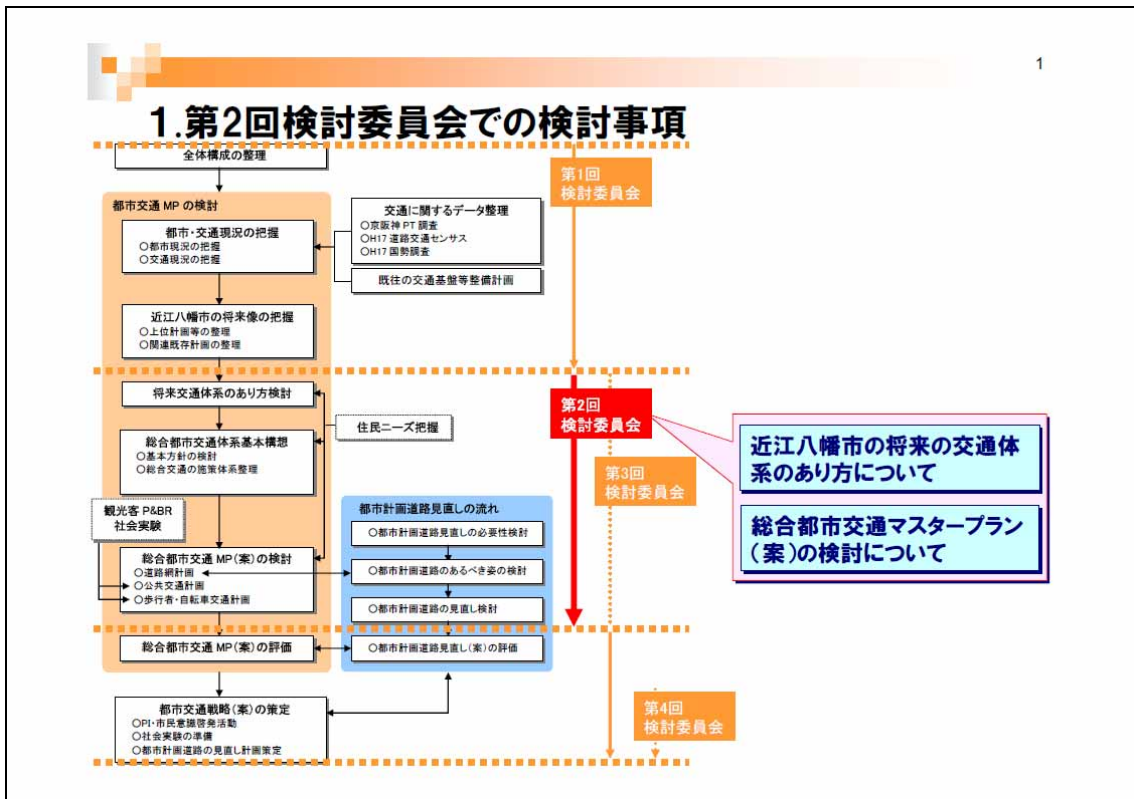 1
1.第2回検討委員会での検討事項
全体構成の整理
第1回
検討委員会
都市交通 MP の検討
都市・交通現況の把握
○都市現況の把握
○交通現況の把握
交通に関するデータ整理
○京阪神 PT 調査
○H17 道路交通センサス
○H17 国勢調査
既往の交通基盤等整備計画
近江八幡市の将来像の把握
○上位計画等の整理
○関連既存計画の整理
将来交通体系のあり方検討
第2回
検討委員会
住民ニーズ把握
総合都市交通体系基本構想
○基本方針の検討
○総合交通の施策体系整理
近江八幡市の将来の交通体
系のあり方について
総合都市交通マスタープラン
(案)の検討について
第3回
検討委員会
観光客 P&BR
社会実験
都市計画道路見直しの流れ
○都市計画道路見直しの必要性検討
総合都市交通 MP(案)の検討
○道路網計画
○公共交通計画
○歩行者・自転車交通計画
○都市計画道路のあるべき姿の検討
○都市計画道路の見直し検討
総合都市交通 MP(案)の評価
○都市計画道路見直し(案)の評価
都市交通戦略(案)の策定
○PI・市民意識啓発活動
○社会実験の準備
○都市計画道路の見直し計画策定
第4回
検討委員会